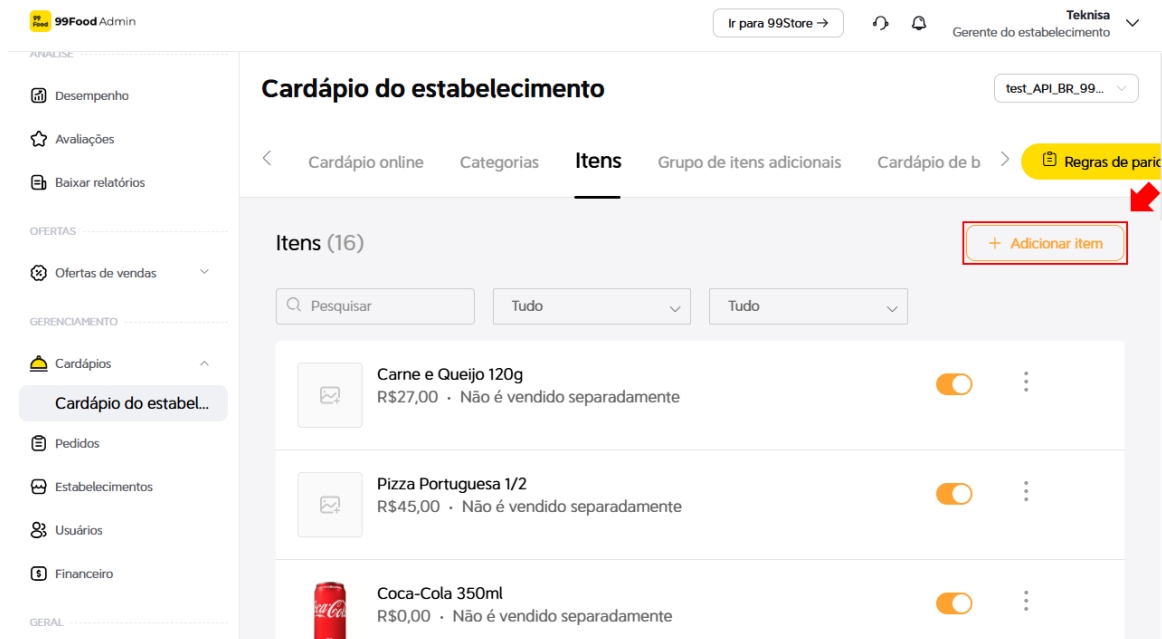 99 Food 99Food Admin
Ir para 99Store →
Teknisa
Gerente do estabelecimento
ANÁLISE
Desempenho
Avaliações
Baixar relatórios
OFERTAS
Ofertas de vendas
GERENCIAMENTO
Cardápios
Cardápio do estabel...
Pedidos
Estabelecimentos
Usuários
Financeiro
GERAL
Cardápio do estabelecimento
test_API_BR_99...
Cardápio online
Categorias
Itens
Grupo de itens adicionais
Cardápio de b
Regras de paric
Itens (16)
+ Adicionar item
Pesquisar
Tudo
Tudo
Carne e Queijo 120g
R$27,00 · Não é vendido separadamente
Pizza Portuguesa 1/2
R$45,00 · Não é vendido separadamente
Coca-Cola 350ml
R$0,00 · Não é vendido separadamente